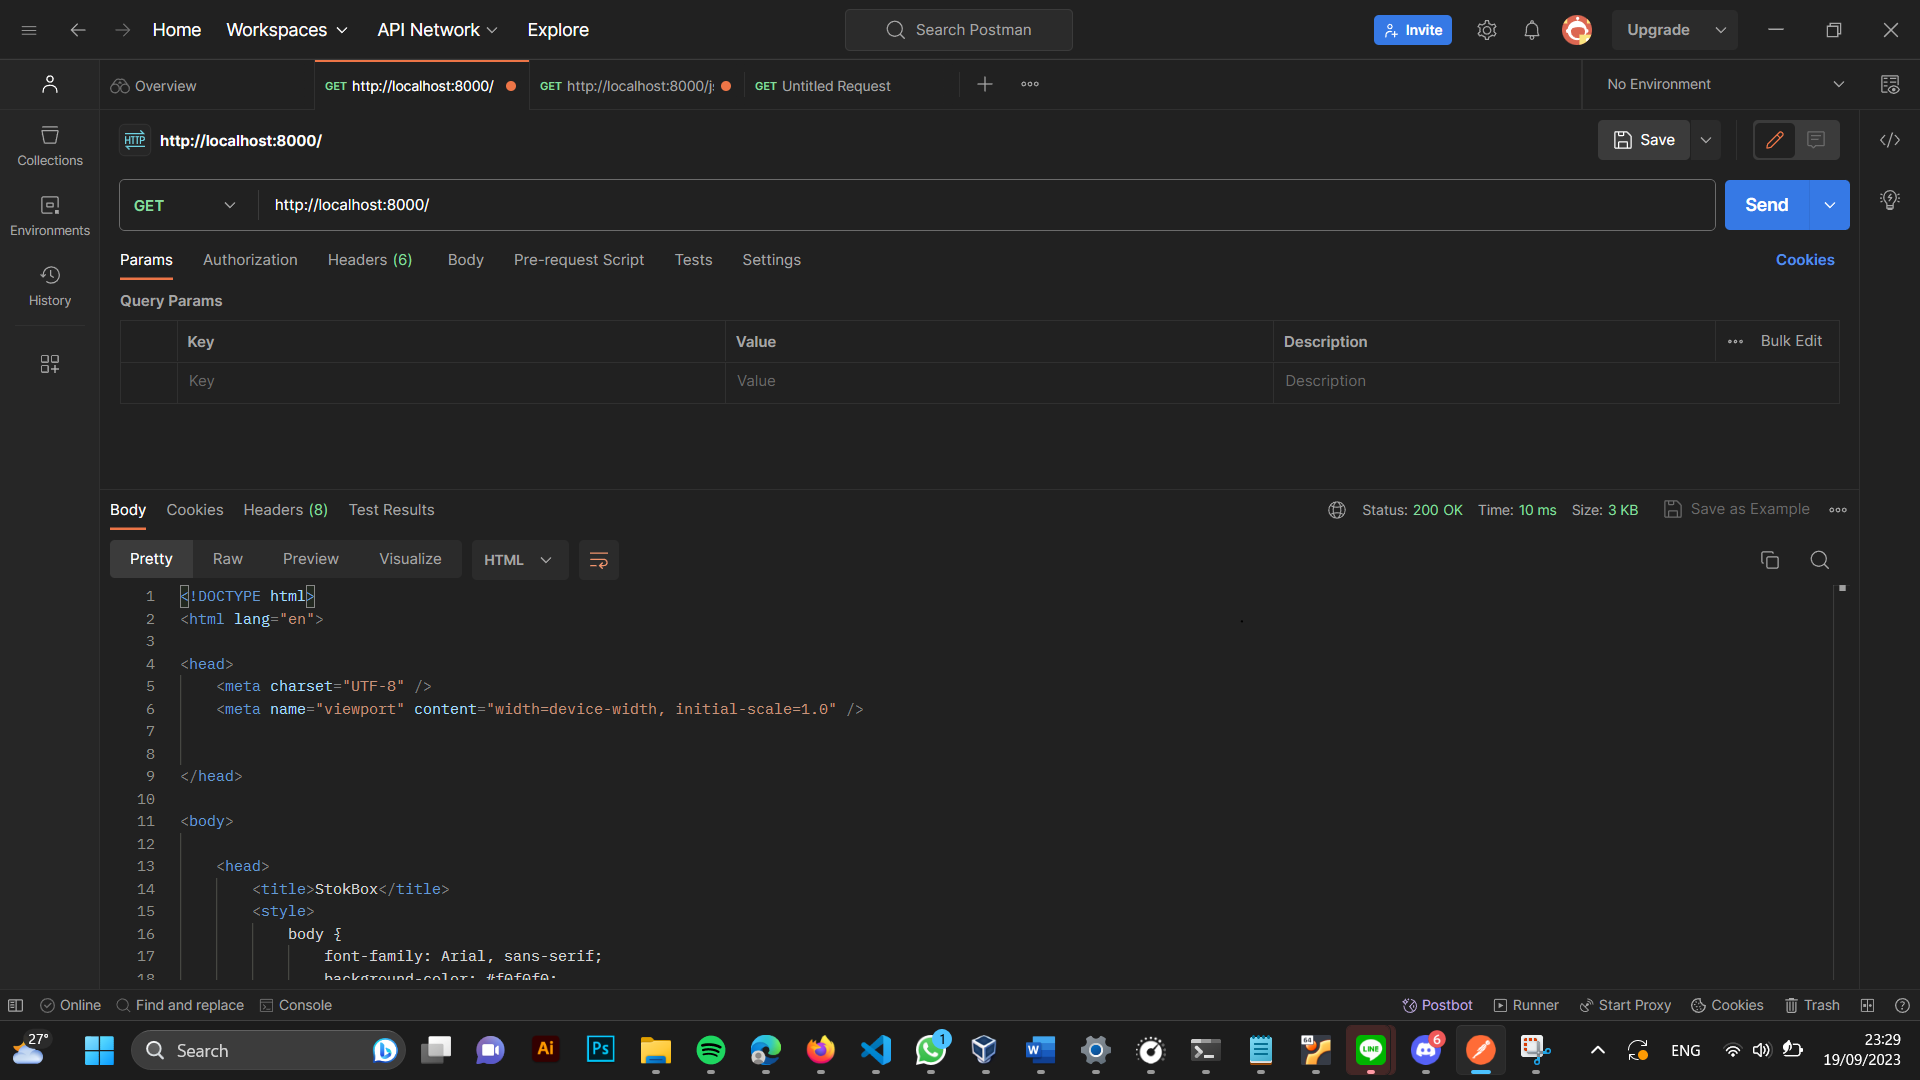 Home Workspaces API Network Explore Search Postman Invite Upgrade
Overview GET http://localhost:8000/ GET http://localhost:8000/j GET Untitled Request No Environment
HTTP http://localhost:8000/ Save
Collections
Environments
History
GET http://localhost:8000/ Send
Params Authorization Headers (6) Body Pre-request Script Tests Settings Cookies
Query Params
Key Value Description Bulk Edit
Key Value Description
Body Cookies Headers (8) Test Results Status: 200 OK Time: 10 ms Size: 3 KB Save as Example
Pretty Raw Preview Visualize HTML
1 <!DOCTYPE html>
2 <html lang="en">
3
4 <head>
5 <meta charset="UTF-8" />
6 <meta name="viewport" content="width=device-width, initial-scale=1.0" />
7
8
9 </head>
10
11 <body>
12
13 <head>
14 <title>StokBox</title>
15 <style>
16 body {
17 font-family: Arial, sans-serif;
18 background-color: #f0f0f0;
Online Find and replace Console Postbot Runner Start Proxy Cookies Trash
27° Search Ai Ps 1 W 64 LINE 6 ENG 23:29
19/09/2023